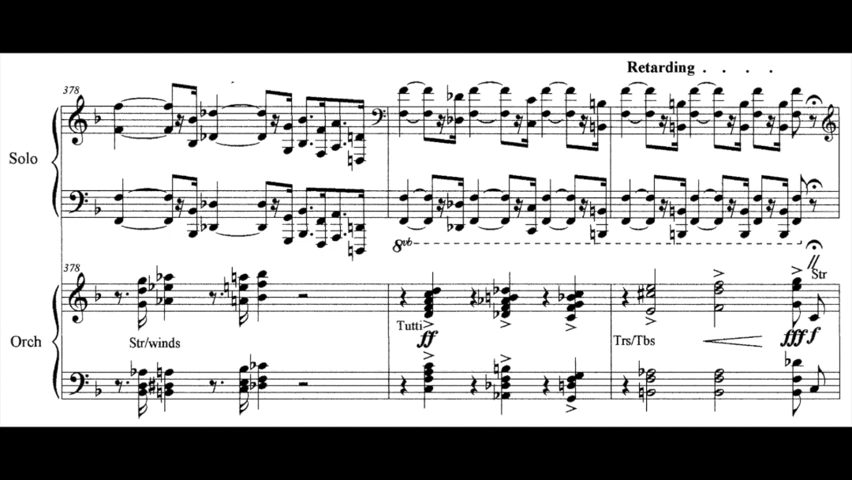 Retarding . . . .
378
Solo
8vb
378
Str
Tutti
Orch
Str/winds
ff
Trs/Tbs
fff f